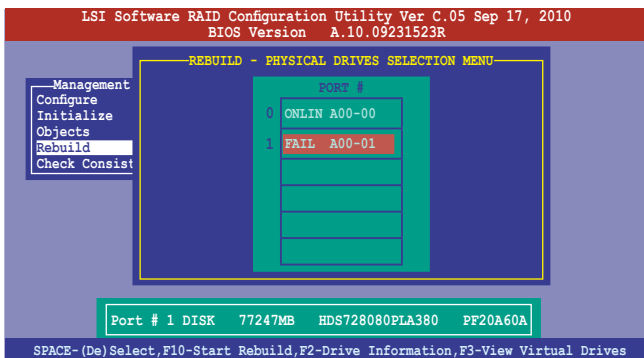 LSI Software RAID Configuration Utility Ver C.05 Sep 17, 2010
BIOS Version A.10.09231523R
REBUILD - PHYSICAL DRIVES SELECTION MENU
Management
Configure
Initialize
Objects
Rebuild
Check Consist
PORT #
0 ONLIN A00-00
1 FAIL A00-01
Port # 1 DISK 77247MB HDS728080PLA380 PF20A60A
SPACE-(De)Select,F10-Start Rebuild,F2-Drive Information,F3-View Virtual Drives